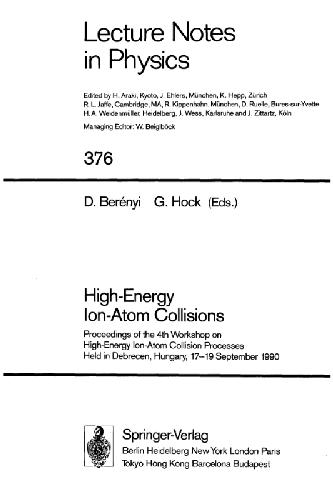 Lecture Notes
in Physics
Edited by H. Araki, Kyoto, J. Ehlers, München, K. Hepp, Zürich
R. L. Jaffe, Cambridge, MA, R. Kippenhahn, München, D. Ruelle, Bures-sur-Yvette
H. A. Weidenmüller, Heidelberg, J. Wess, Karlsruhe and J. Zittartz, Köln
Managing Editor: W. Beiglböck
376
D. Berényi G. Hock (Eds.)
High-Energy
Ion-Atom Collisions
Proceedings of the 4th Workshop on
High-Energy Ion-Atom Collision Processes
Held in Debrecen, Hungary, 17–19 September 1990
Springer-Verlag
Berlin Heidelberg New York London Paris
Tokyo Hong Kong Barcelona Budapest